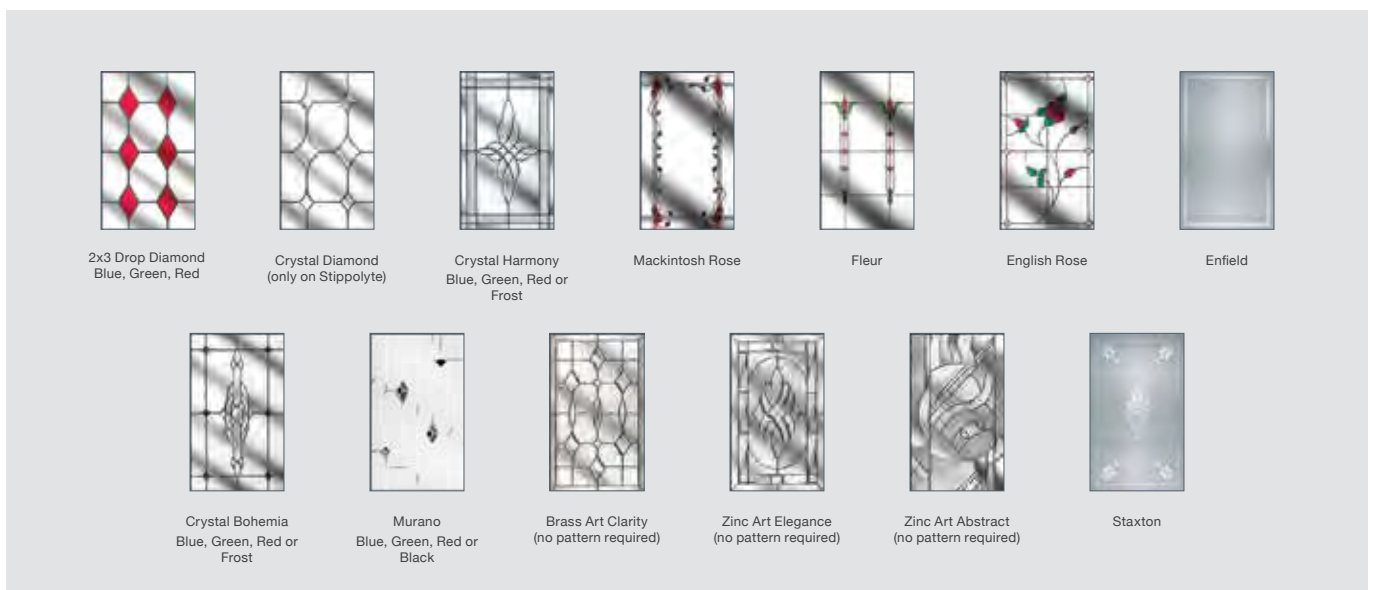 2x3 Drop Diamond
Blue, Green, Red
Crystal Diamond
(only on Stippolyte)
Crystal Harmony
Blue, Green, Red or
Frost
Mackintosh Rose
Fleur
English Rose
Enfield
Crystal Bohemia
Blue, Green, Red or
Frost
Murano
Blue, Green, Red or
Black
Brass Art Clarity
(no pattern required)
Zinc Art Elegance
(no pattern required)
Zinc Art Abstract
(no pattern required)
Staxton